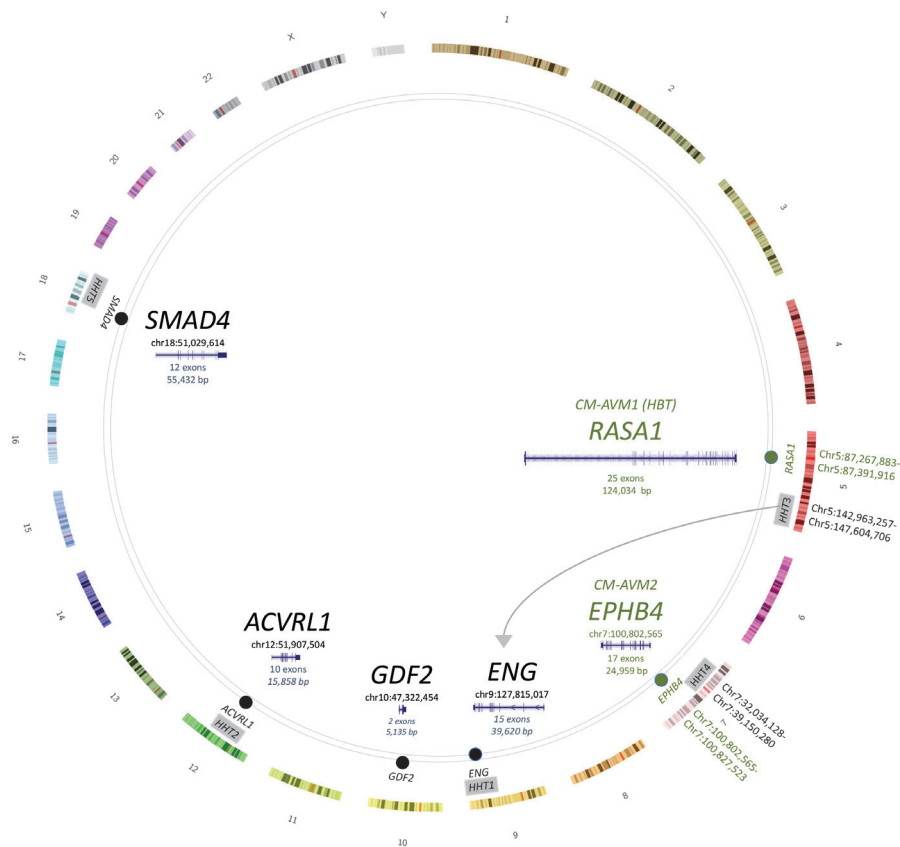 Y
1
X
2
22
21
20
3
19
18
HHT5
SMAD4
SMAD4
chr18:51,029,614
12 exons
55,432 bp
4
17
CM-AVM1 (HBT)
RASA1
25 exons
124,034 bp
RASA1
Chr5:87,267,883-
Chr5:87,391,916
5
HHT3
Chr5:142,963,257-
Chr5:147,604,706
16
15
14
6
CM-AVM2
EPHB4
chr7:100,802,565
17 exons
24,959 bp
ACVRL1
chr12:51,907,504
10 exons
15,858 bp
GDF2
chr10:47,322,454
2 exons
5,135 bp
ENG
chr9:127,815,017
15 exons
39,620 bp
EPHB4
HHT4
Chr7:32,034,128-
Chr7:39,150,280
7
Chr7:100,802,565-
Chr7:100,827,523
13
ACVRL1
HHT2
12
GDF2
ENG
HHT1
8
11
10
9